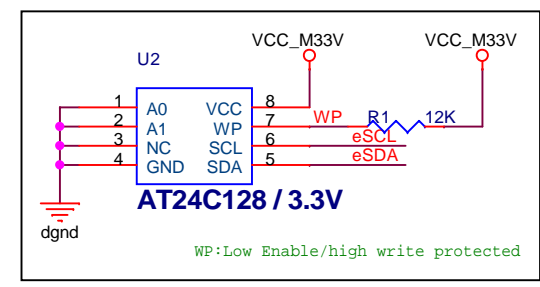 VCC_M33V VCC_M33V
U2
1 A0 VCC 8
2 A1 WP 7 WP R1 12K
3 NC SCL 6 eSCL
4 GND SDA 5 eSDA
AT24C128 / 3.3V
dgnd
WP:Low Enable/high write protected